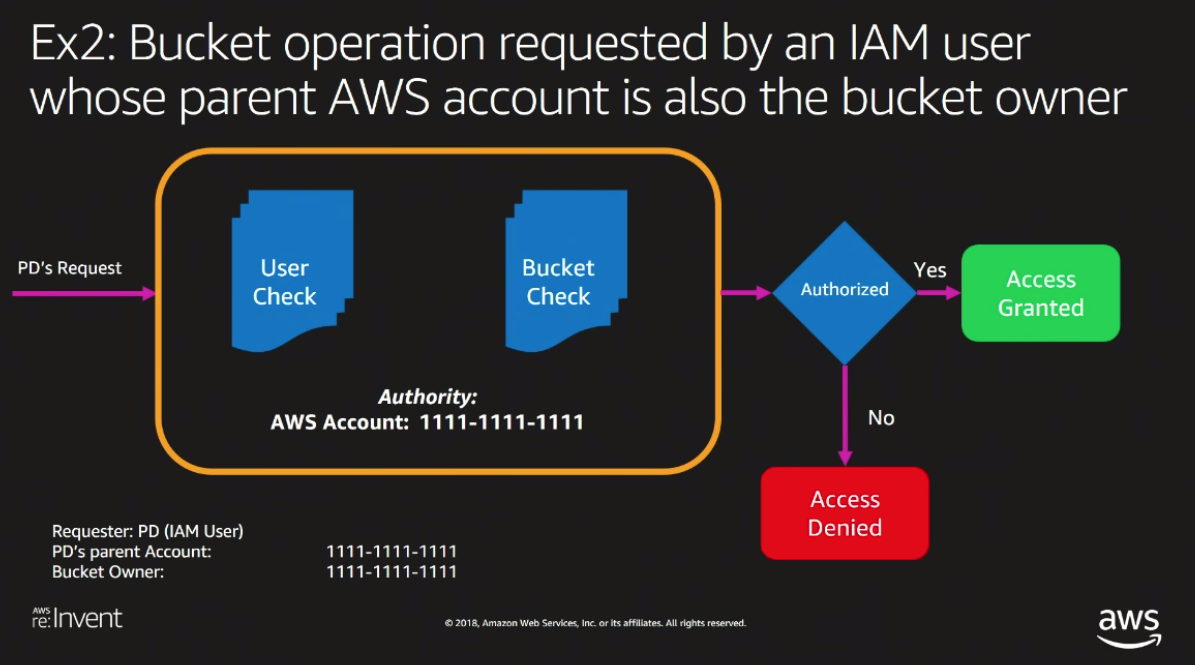 Ex2: Bucket operation requested by an IAM user
whose parent AWS account is also the bucket owner
PD's Request
User
Check
Bucket
Check
Authority:
AWS Account: 1111-1111-1111
Authorized
Yes
Access
Granted
No
Access
Denied
Requester: PD (IAM User)
PD's parent Account: 1111-1111-1111
Bucket Owner: 1111-1111-1111
AWS
re:Invent
© 2018, Amazon Web Services, Inc. or its affiliates. All rights reserved.
aws